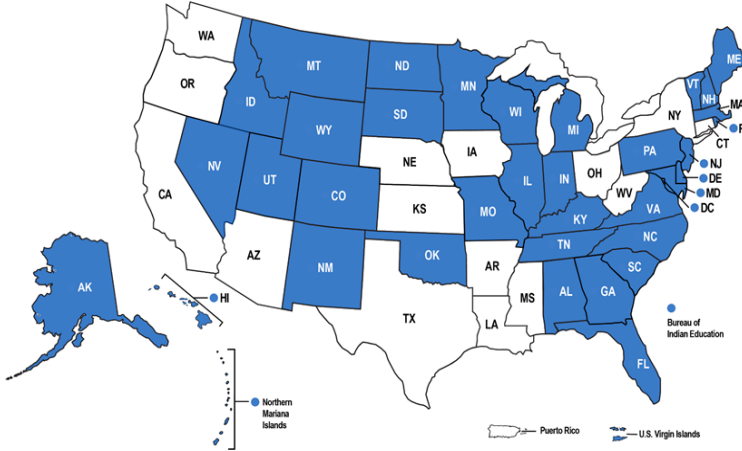 WA
MT
ND
MN
ME
VT
NH
MA
R
CT
OR
ID
SD
WI
MI
NY
WY
IA
PA
NJ
NE
OH
DE
NV
UT
IL
IN
WV
MD
DC
CO
KS
MO
KY
VA
CA
NC
TN
OK
AR
SC
AZ
NM
MS
AL
GA
AK
HI
TX
LA
Bureau of
Indian Education
FL
Northern
Mariana
Islands
Puerto Rico
U.S. Virgin Islands